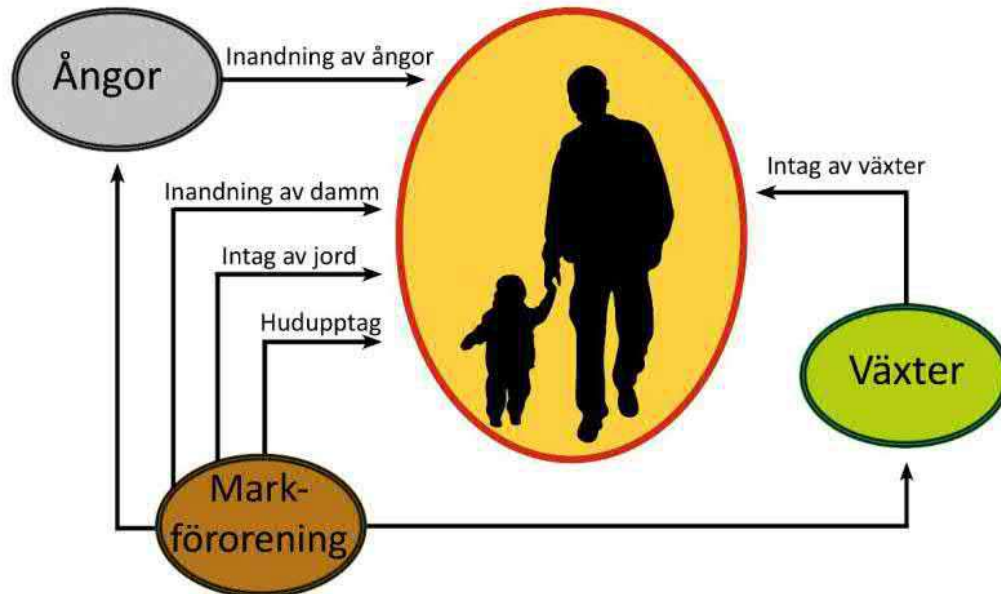 Ångor
Inandning av ångor
Intag av växter
Inandning av damm
Intag av jord
Hudupptag
Växter
Mark-
förorening